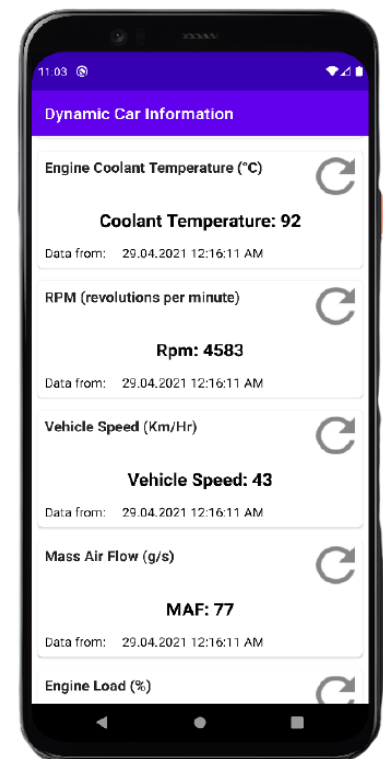 11:03
Dynamic Car Information
Engine Coolant Temperature (°C)
Coolant Temperature: 92
Data from: 29.04.2021 12:16:11 AM
RPM (revolutions per minute)
Rpm: 4583
Data from: 29.04.2021 12:16:11 AM
Vehicle Speed (Km/Hr)
Vehicle Speed: 43
Data from: 29.04.2021 12:16:11 AM
Mass Air Flow (g/s)
MAF: 77
Data from: 29.04.2021 12:16:11 AM
Engine Load (%)